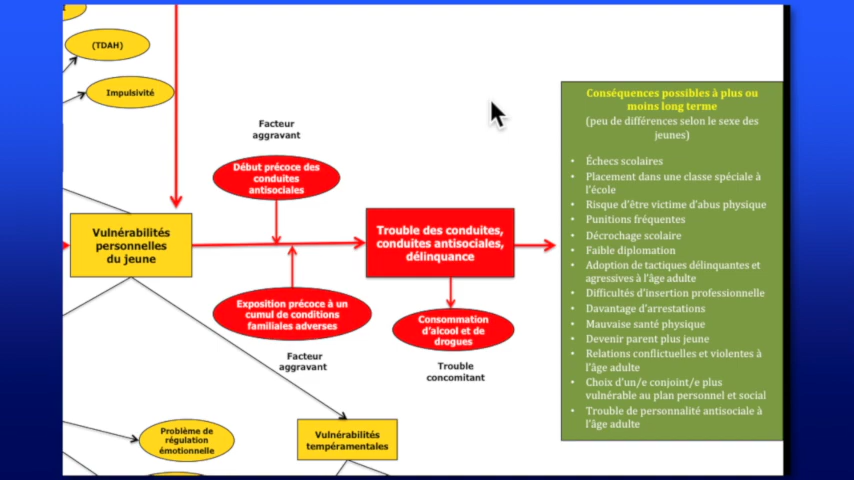 (TDAH)
Impulsivité
Facteur
aggravant
Début précoce des
conduites
antisociales
Vulnérabilités
personnelles
du jeune
Trouble des conduites,
conduites antisociales,
délinquance
Exposition précoce à un
cumul de conditions
familiales adverses
Facteur
aggravant
Consommation
d'alcool et de
drogues
Trouble
concomitant
Problème de
régulation
émotionnelle
Vulnérabilités
tempéramentales
Conséquences possibles à plus ou
moins long terme
(peu de différences selon le sexe des
jeunes)
• Échecs scolaires
• Placement dans une classe spéciale à
l'école
• Risque d'être victime d'abus physique
• Punitions fréquentes
• Décrochage scolaire
• Faible diplomation
• Adoption de tactiques délinquantes et
agressives à l'âge adulte
• Difficultés d'insertion professionnelle
• Davantage d'arrestations
• Mauvaise santé physique
• Devenir parent plus jeune
• Relations conflictuelles et violentes à
l'âge adulte
• Choix d'un/e conjoint/e plus
vulnérable au plan personnel et social
• Trouble de personnalité antisociale à
l'âge adulte